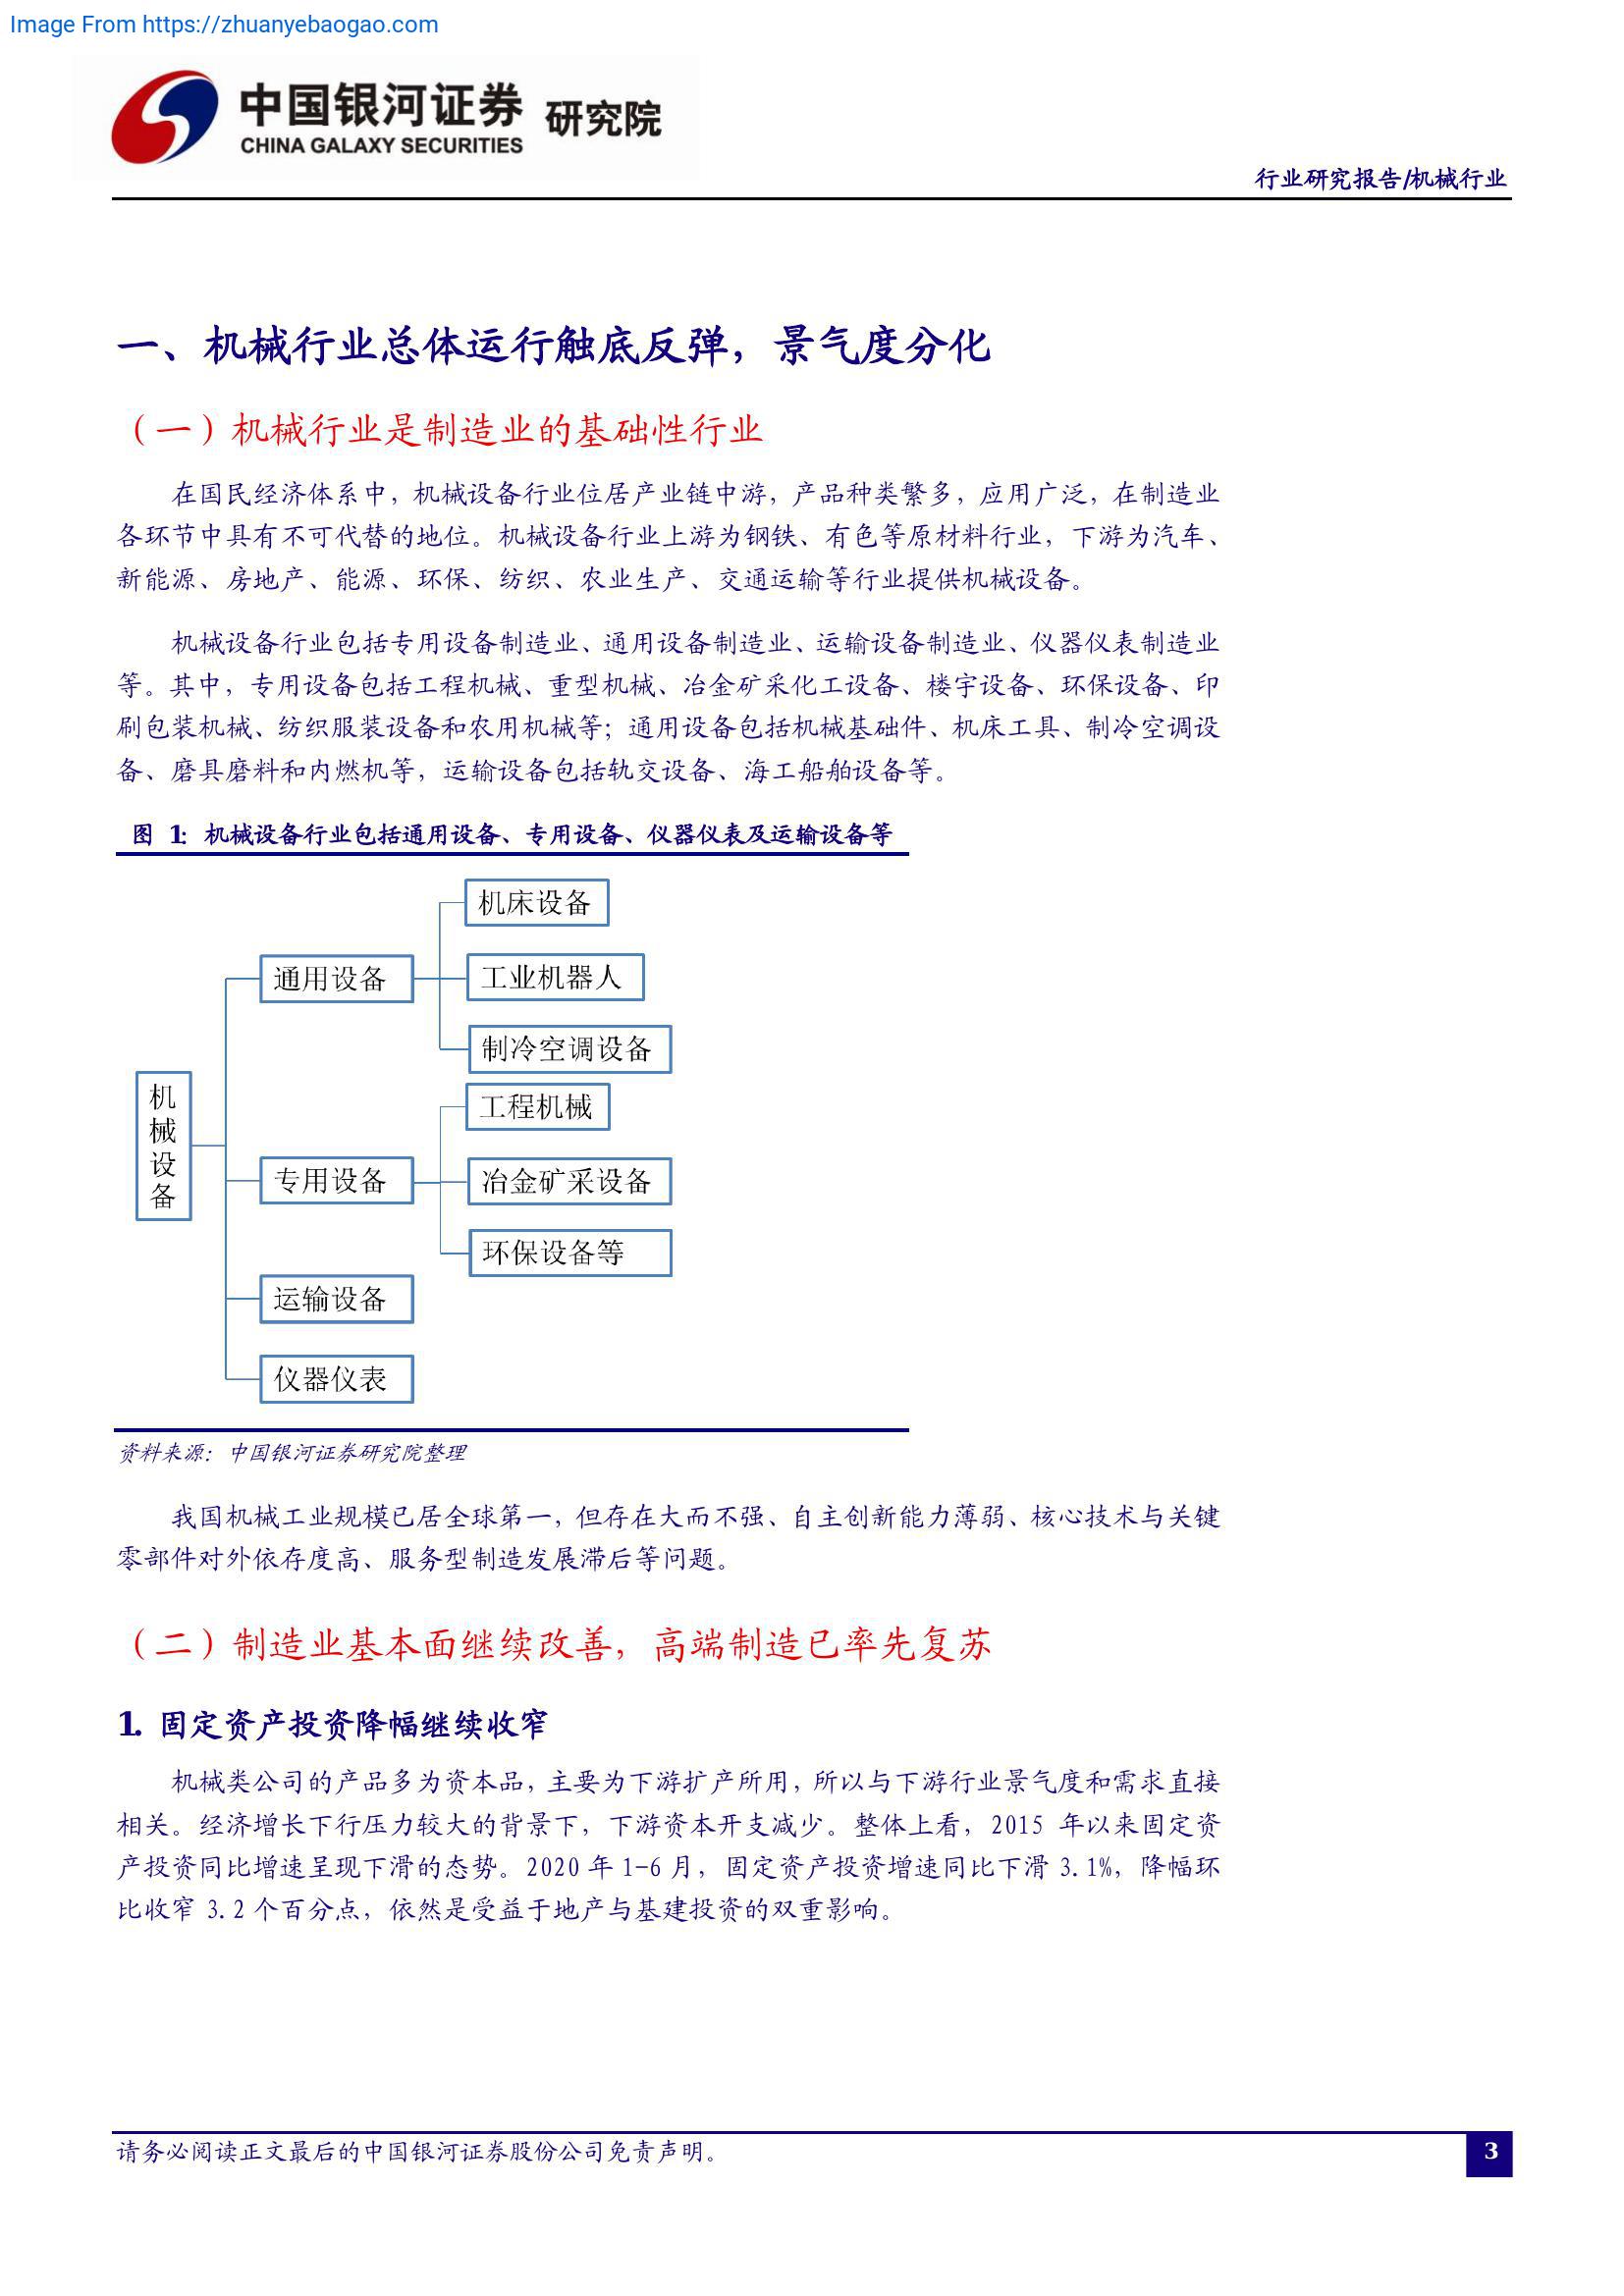 Image From https://zhuanyebaogao.com
中国银河证券 研究院
CHINA GALAXY SECURITIES
行业研究报告/机械行业
一、机械行业总体运行触底反弹，景气度分化
（一）机械行业是制造业的基础性行业
在国民经济体系中，机械设备行业位居产业链中游，产品种类繁多，应用广泛，在制造业
各环节中具有不可代替的地位。机械设备行业上游为钢铁、有色等原材料行业，下游为汽车、
新能源、房地产、能源、环保、纺织、农业生产、交通运输等行业提供机械设备。
机械设备行业包括专用设备制造业、通用设备制造业、运输设备制造业、仪器仪表制造业
等。其中，专用设备包括工程机械、重型机械、冶金矿采化工设备、楼宇设备、环保设备、印
刷包装机械、纺织服装设备和农用机械等；通用设备包括机械基础件、机床工具、制冷空调设
备、磨具磨料和内燃机等，运输设备包括轨交设备、海工船舶设备等。
图 1：机械设备行业包括通用设备、专用设备、仪器仪表及运输设备等
机械设备
通用设备
机床设备
工业机器人
制冷空调设备
专用设备
工程机械
冶金矿采设备
环保设备等
运输设备
仪器仪表
资料来源：中国银河证券研究院整理
我国机械工业规模已居全球第一，但存在大而不强、自主创新能力薄弱、核心技术与关键
零部件对外依存度高、服务型制造发展滞后等问题。
（二）制造业基本面继续改善，高端制造已率先复苏
1. 固定资产投资降幅继续收窄
机械类公司的产品多为资本品，主要为下游扩产所用，所以与下游行业景气度和需求直接
相关。经济增长下行压力较大的背景下，下游资本开支减少。整体上看，2015 年以来固定资
产投资同比增速呈现下滑的态势。2020 年 1-6 月，固定资产投资增速同比下滑 3.1%，降幅环
比收窄 3.2 个百分点，依然是受益于地产与基建投资的双重影响。
请务必阅读正文最后的中国银河证券股份公司免责声明。
3